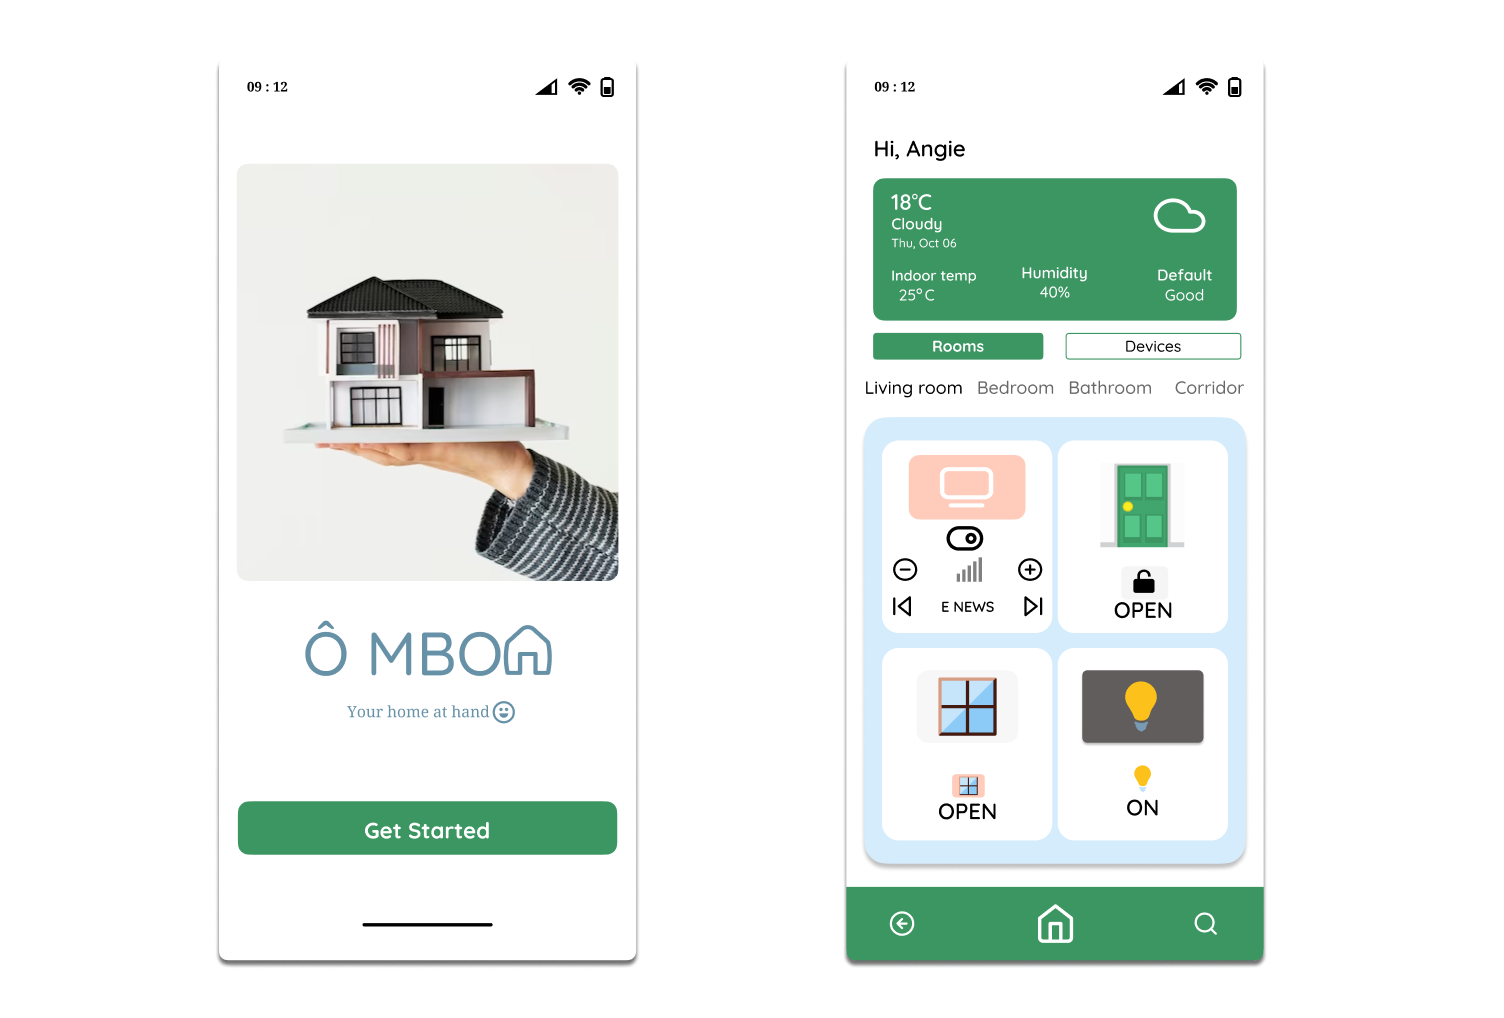 09 : 12
Ô MBOA
Your home at hand
Get Started
09 : 12
Hi, Angie
18°C
Cloudy
Thu, Oct 06
Indoor temp Humidity Default
25°C 40% Good
Rooms Devices
Living room Bedroom Bathroom Corridor
E NEWS
OPEN
OPEN
ON